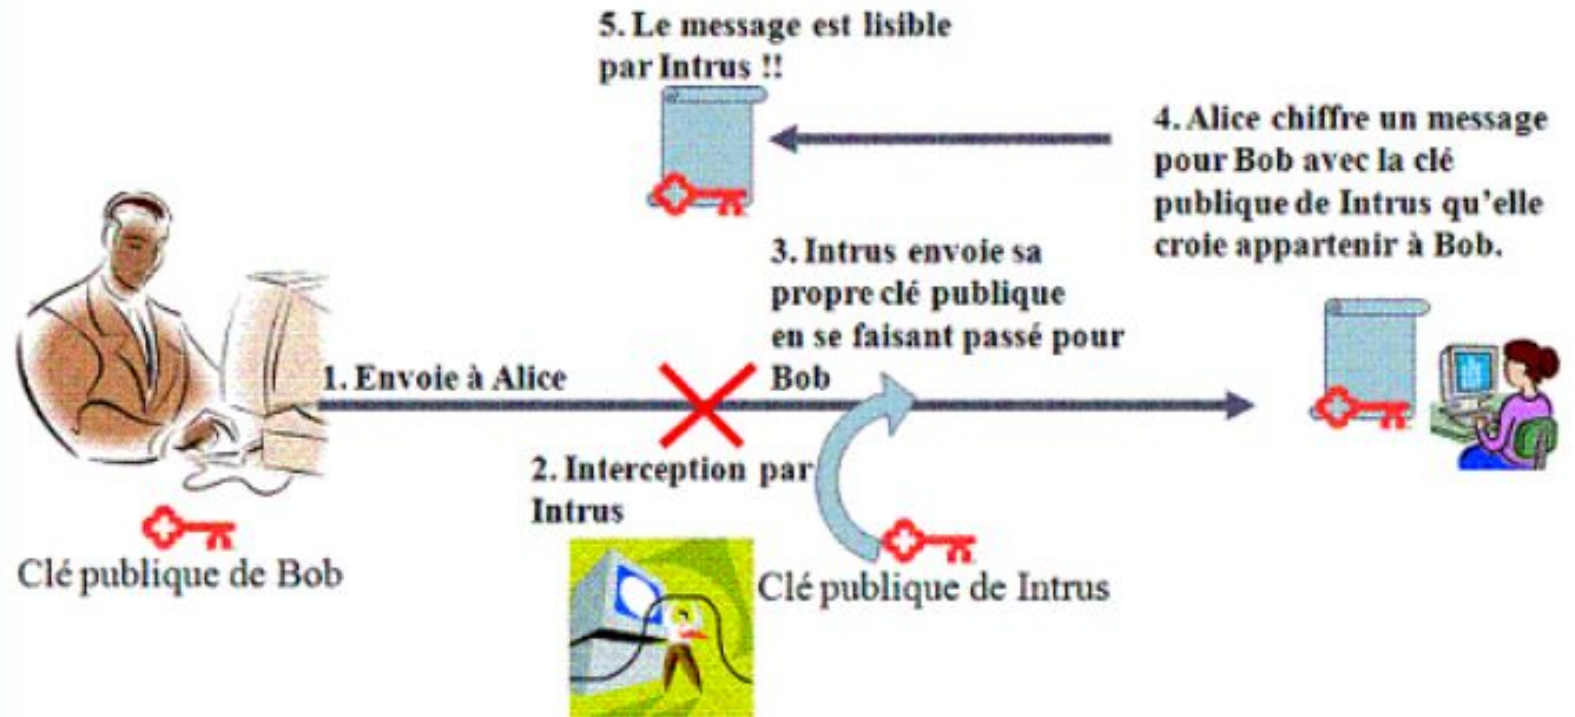 5. Le message est lisible
par Intrus !!
4. Alice chiffre un message
pour Bob avec la clé
publique de Intrus qu'elle
croie appartenir à Bob.
3. Intrus envoie sa
propre clé publique
en se faisant passé pour
Bob
1. Envoie à Alice
2. Interception par
Intrus
Clé publique de Bob
Clé publique de Intrus